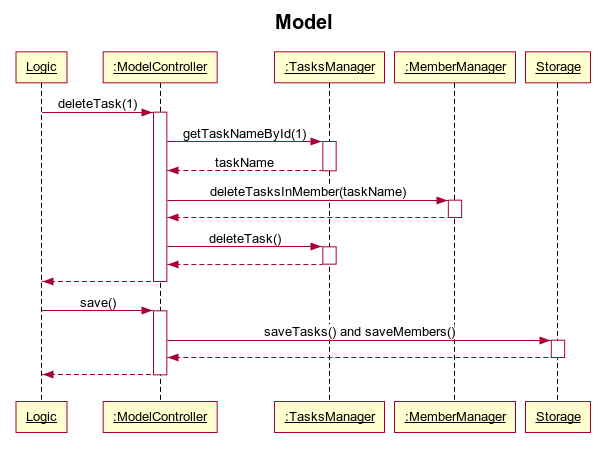 Model
Logic
:ModelController
:TasksManager
:MemberManager
Storage
deleteTask(1)
getTaskNameById(1)
taskName
deleteTasksInMember(taskName)
deleteTask()
save()
saveTasks() and saveMembers()
Logic
:ModelController
:TasksManager
:MemberManager
Storage